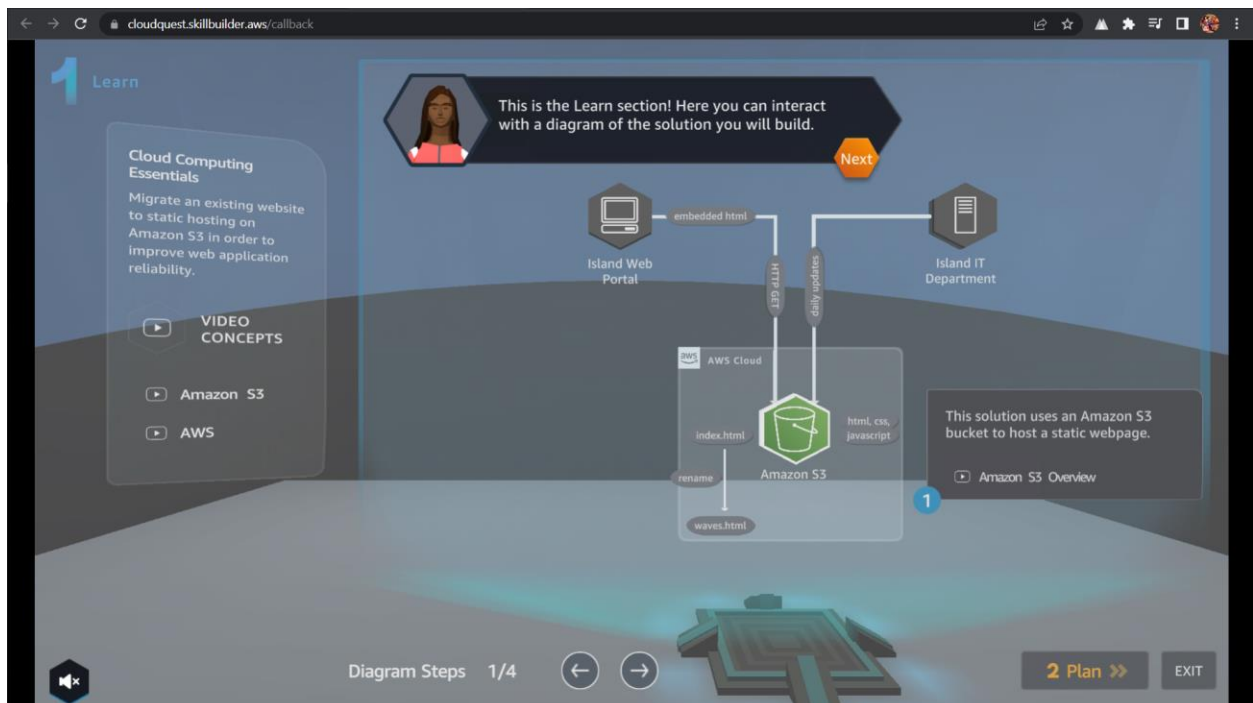 cloudquest.skillbuilder.aws/callback
1 Learn
This is the Learn section! Here you can interact
with a diagram of the solution you will build.
Next
Cloud Computing
Essentials
Migrate an existing website
to static hosting on
Amazon S3 in order to
improve web application
reliability.
VIDEO
CONCEPTS
Amazon S3
AWS
embedded html
Island Web
Portal
HTTP GET
daily updates
Island IT
Department
aws AWS Cloud
index.html
html, css,
javascript
Amazon S3
rename
waves.html
This solution uses an Amazon S3
bucket to host a static webpage.
Amazon S3 Overview
1
Diagram Steps 1/4
2 Plan
EXIT